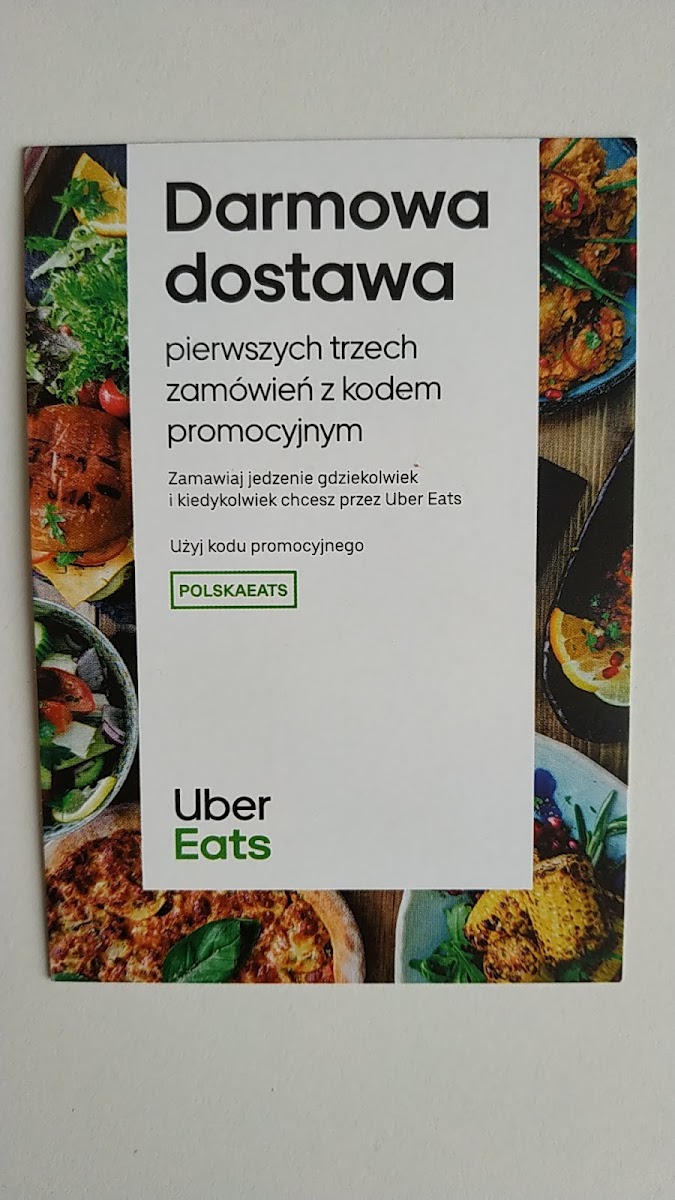 Darmowa
dostawa
pierwszych trzech
zamówień z kodem
promocyjnym
Zamawiaj jedzenie gdziekolwiek
i kiedykolwiek chcesz przez Uber Eats
Użyj kodu promocyjnego
POLSKAEATS
Uber
Eats